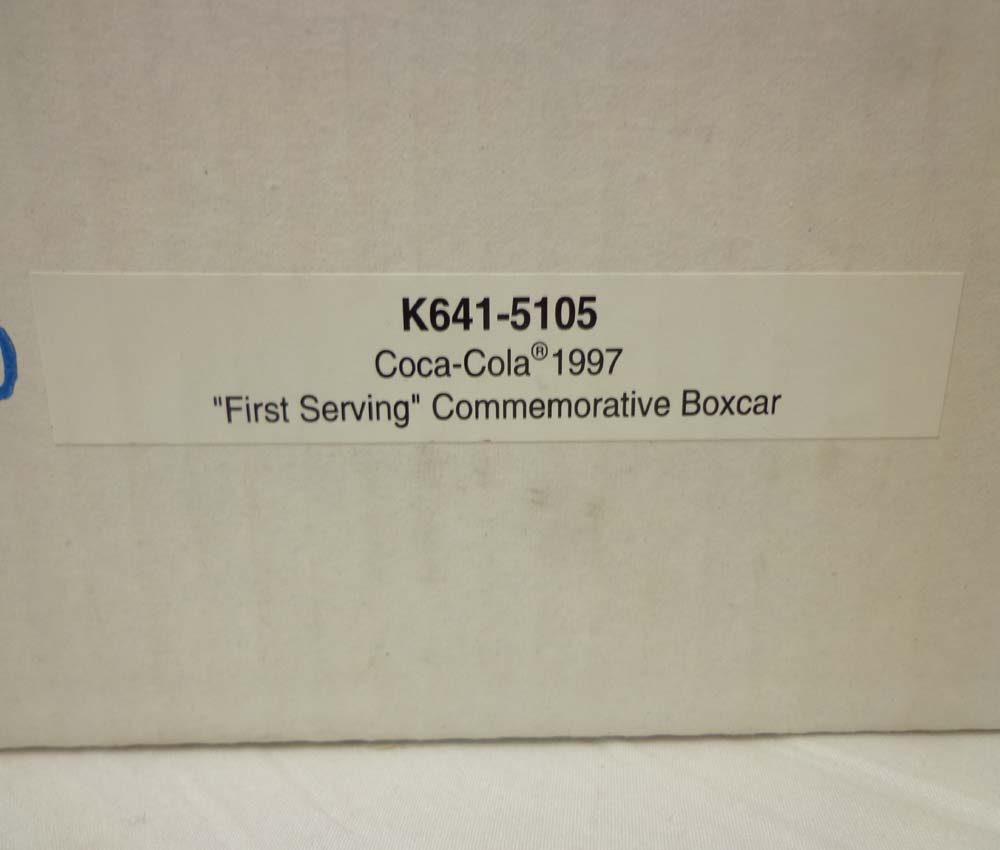 K641-5105
Coca-Cola® 1997
"First Serving" Commemorative Boxcar